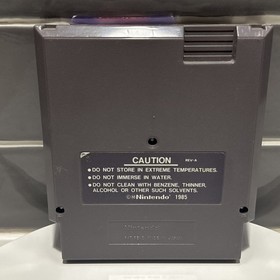 CAUTION REV-A
• DO NOT STORE IN EXTREME TEMPERATURES.
• DO NOT IMMERSE IN WATER.
• DO NOT CLEAN WITH BENZENE, THINNER,
ALCOHOL OR OTHER SUCH SOLVENTS.
©® Nintendo 1985